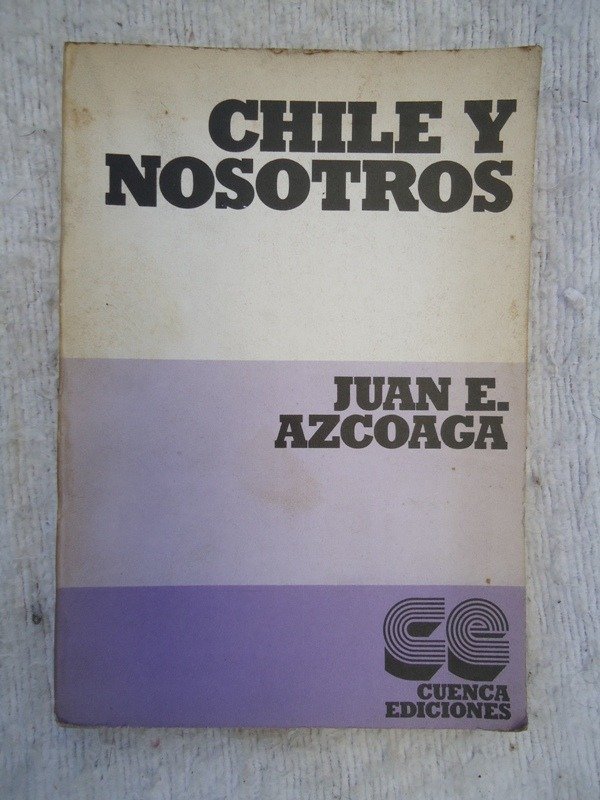 CHILE Y
NOSOTROS
JUAN E.
AZCOAGA
ce
CUENCA
EDICIONES